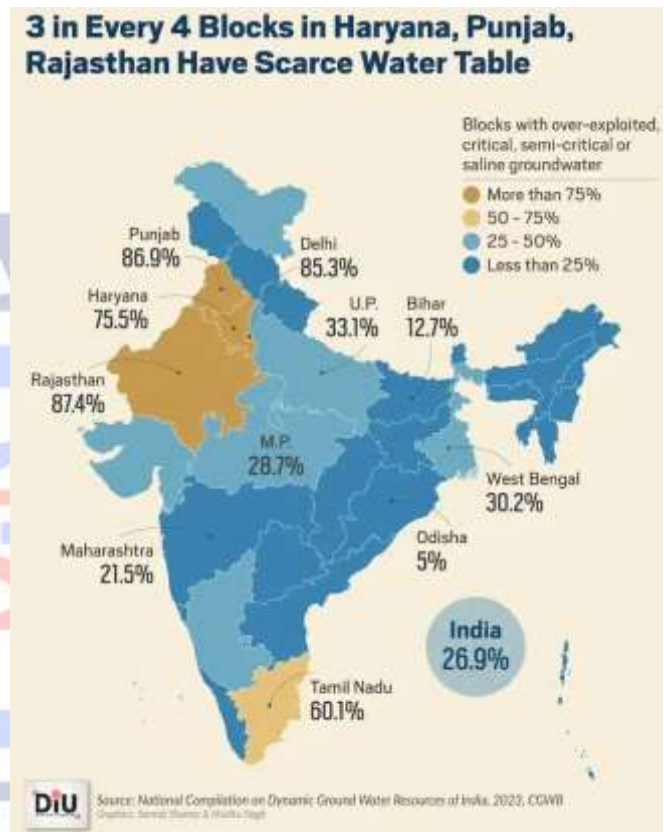 3 in Every 4 Blocks in Haryana, Punjab,
Rajasthan Have Scarce Water Table
Blocks with over-exploited,
critical, semi-critical or
saline groundwater
More than 75%
50 - 75%
25 - 50%
Less than 25%
Punjab
86.9%
Delhi
85.3%
Haryana
75.5%
U.P.
33.1%
Bihar
12.7%
Rajasthan
87.4%
M.P.
28.7%
West Bengal
30.2%
Odisha
5%
Maharashtra
21.5%
India
26.9%
Tamil Nadu
60.1%
DiU
Source: National Compilation on Dynamic Ground Water Resources of India, 2023, CGWB
Graphics: